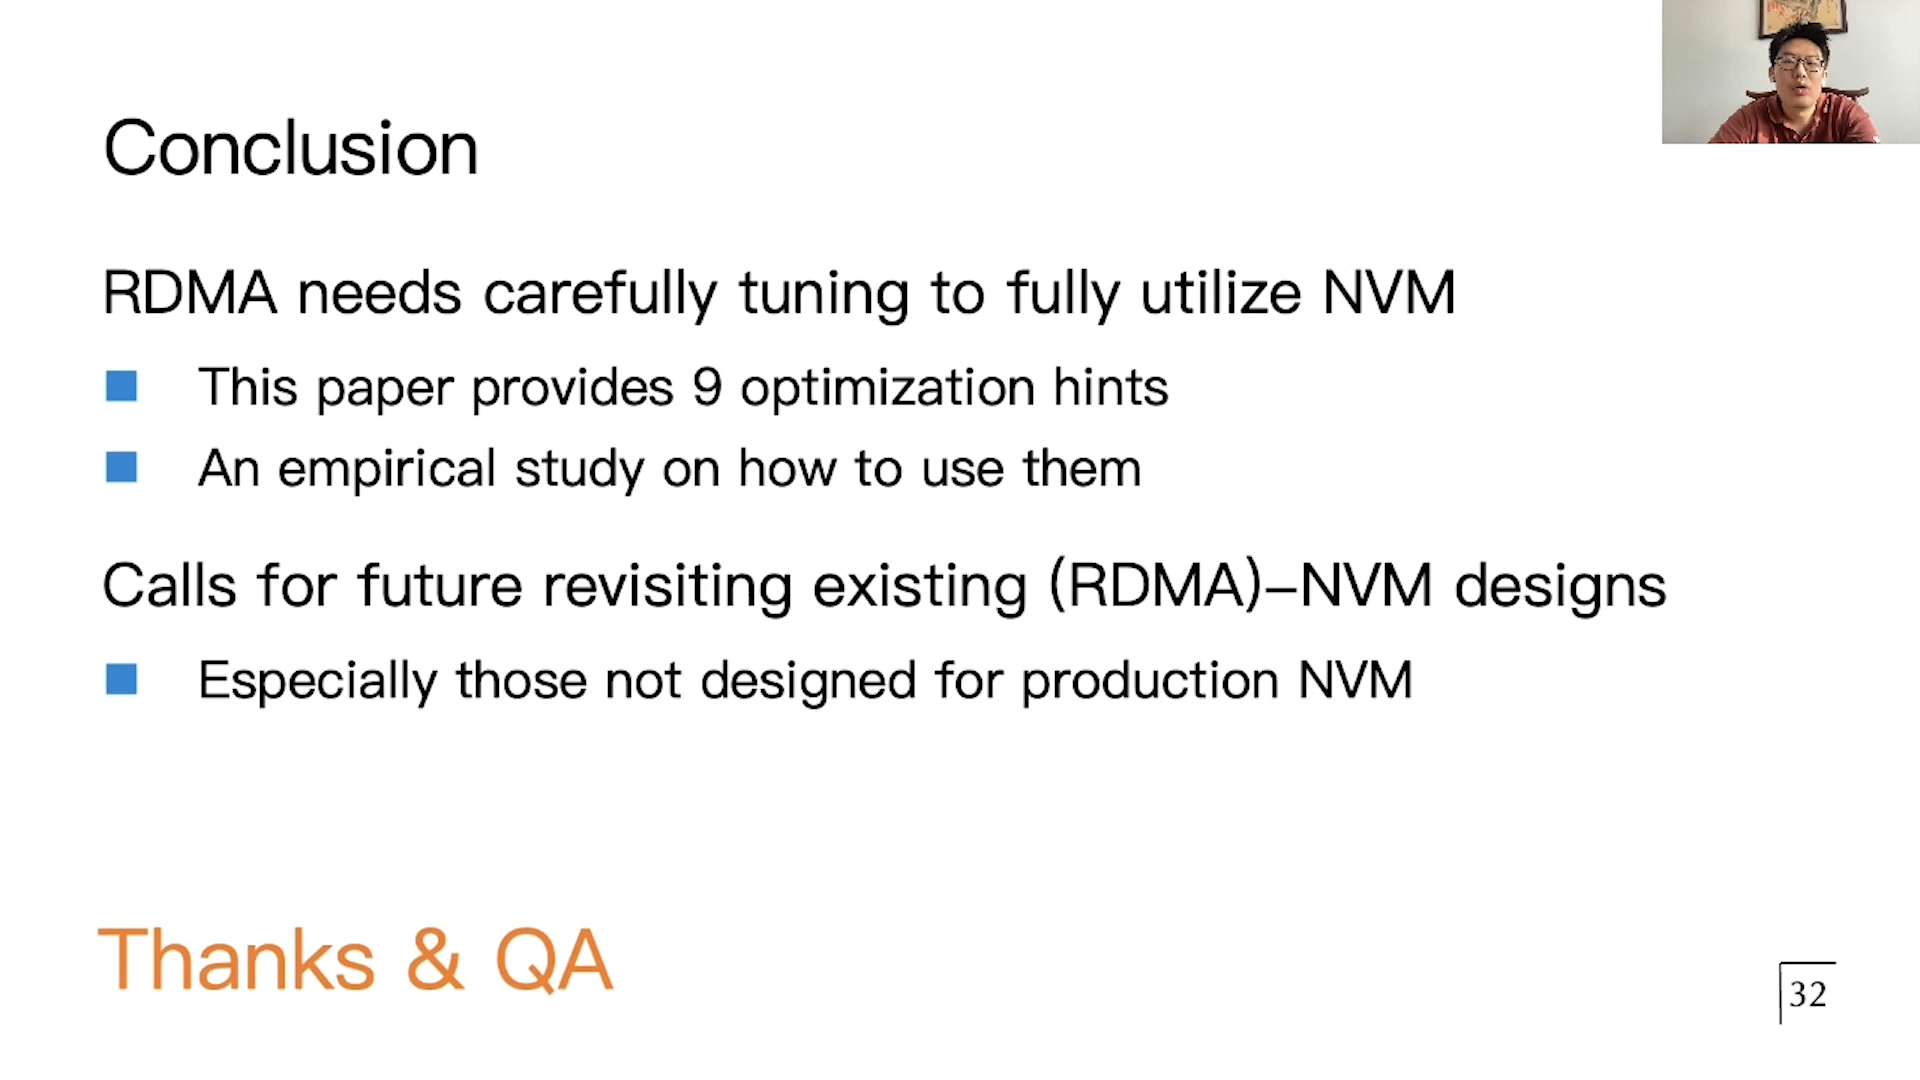 Conclusion
RDMA needs carefully tuning to fully utilize NVM
This paper provides 9 optimization hints
An empirical study on how to use them
Calls for future revisiting existing (RDMA)-NVM designs
Especially those not designed for production NVM
Thanks & QA
32